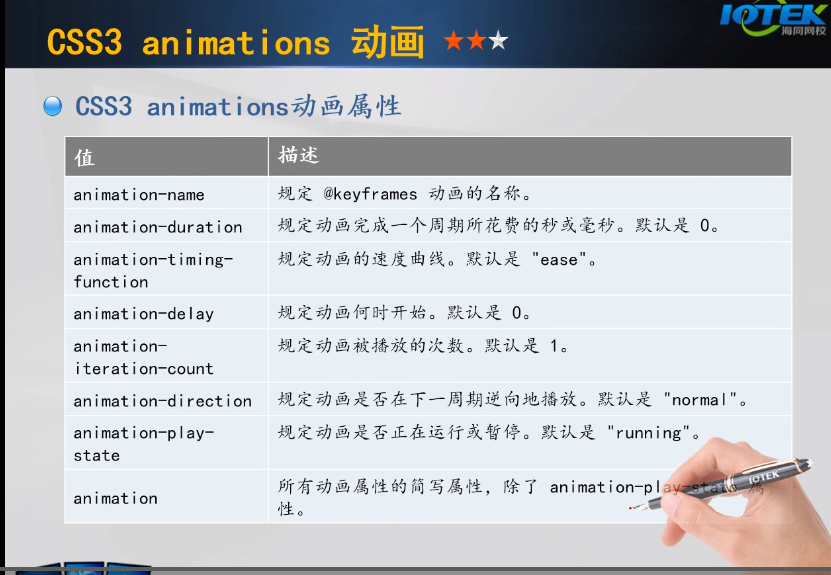 CSS3 animations 动画
IOTEK
海同网校
CSS3 animations动画属性
值 描述
animation-name 规定 @keyframes 动画的名称。
animation-duration 规定动画完成一个周期所花费的秒或毫秒。默认是 0。
animation-timing- 规定动画的速度曲线。默认是 "ease"。
function
animation-delay 规定动画何时开始。默认是 0。
animation- 规定动画被播放的次数。默认是 1。
iteration-count
animation-direction 规定动画是否在下一周期逆向地播放。默认是 "normal"。
animation-play- 规定动画是否正在运行或暂停。默认是 "running"。
state
animation 所有动画属性的简写属性，除了 animation-play-state 属
性。
IOTEK